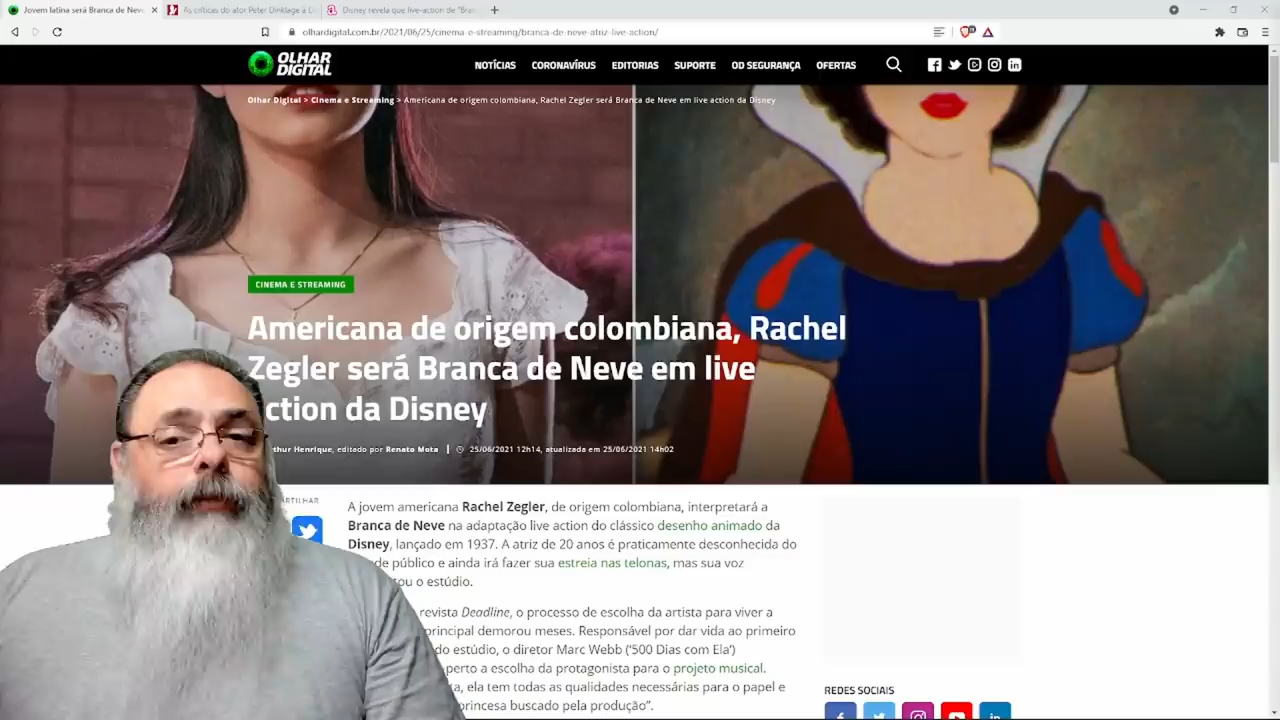 Jovem latina será Branca de Neve
As críticas do ator Peter Dinklage à D
Disney revela que live-action de "Bran
olhardigital.com.br/2021/06/25/cinema-e-streaming/branca-de-neve-atriz-live-action/
OLHAR DIGITAL
NOTÍCIAS CORONAVÍRUS EDITORIAS SUPORTE OD SEGURANÇA OFERTAS
Olhar Digital > Cinema e Streaming > Americana de origem colombiana, Rachel Zegler será Branca de Neve em live action da Disney
CINEMA E STREAMING
Americana de origem colombiana, Rachel
Zegler será Branca de Neve em live
ction da Disney
thur Henrique, editado por Renato Mota | 25/06/2021 12h14, atualizada em 25/06/2021 14h02
RTILHAR
A jovem americana Rachel Zegler, de origem colombiana, interpretará a
Branca de Neve na adaptação live action do clássico desenho animado da
Disney, lançado em 1937. A atriz de 20 anos é praticamente desconhecida do
de público e ainda irá fazer sua estreia nas telonas, mas sua voz
ou o estúdio.
revista Deadline, o processo de escolha da artista para viver a
principal demorou meses. Responsável por dar vida ao primeiro
do estúdio, o diretor Marc Webb ('500 Dias com Ela')
perto a escolha da protagonista para o projeto musical.
ta, ela tem todas as qualidades necessárias para o papel e
princesa buscado pela produção".
REDES SOCIAIS